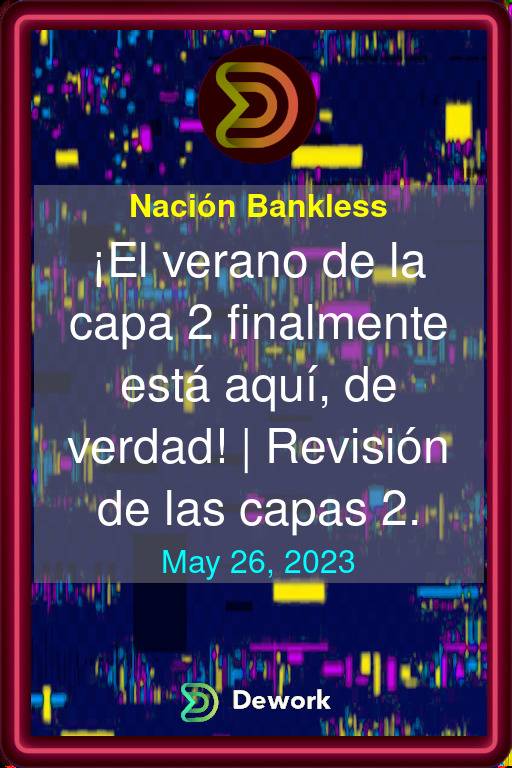 Nación Bankless
¡El verano de la
capa 2 finalmente
está aquí, de
verdad! | Revisión
de las capas 2.
May 26, 2023
Dework